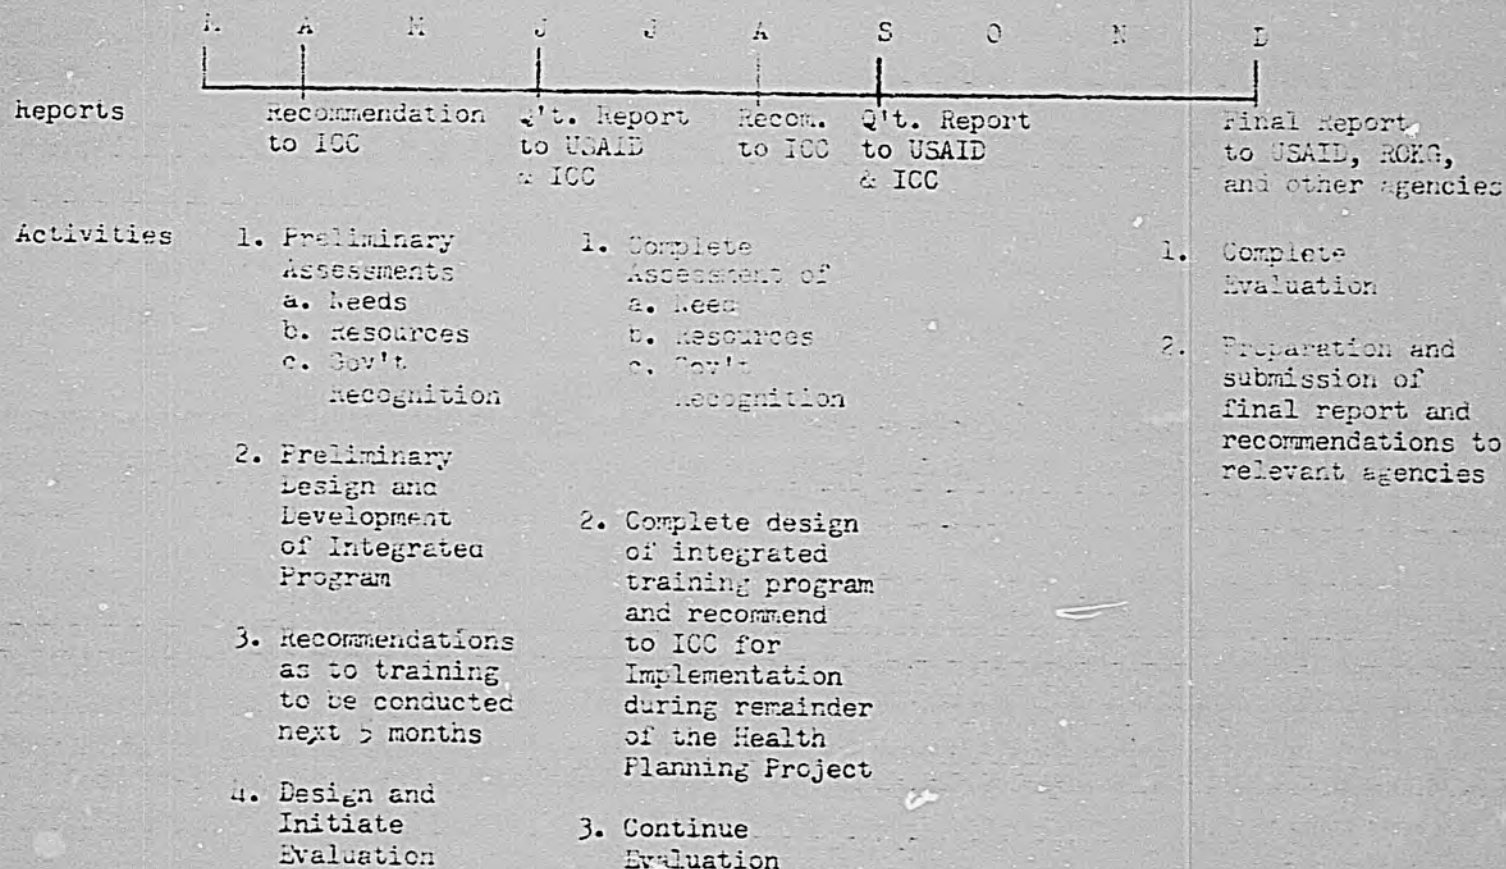 M A M J J A S O N D
Reports
Recommendation
to ICC
Q't. Report
to USAID
& ICC
Recom.
to ICC
Q't. Report
to USAID
& ICC
Final Report
to USAID, ROKG,
and other agencies
Activities
1. Preliminary
Assessments
a. Needs
b. Resources
c. Gov't
Recognition
2. Preliminary
Design and
Development
of Integrated
Program
3. Recommendations
as to training
to be conducted
next 5 months
4. Design and
Initiate
Evaluation
1. Complete
Assessment of
a. Need
b. Resources
c. Gov't
Recognition
2. Complete design
of integrated
training program
and recommend
to ICC for
Implementation
during remainder
of the Health
Planning Project
3. Continue
Evaluation
1. Complete
Evaluation
2. Preparation and
submission of
final report and
recommendations to
relevant agencies